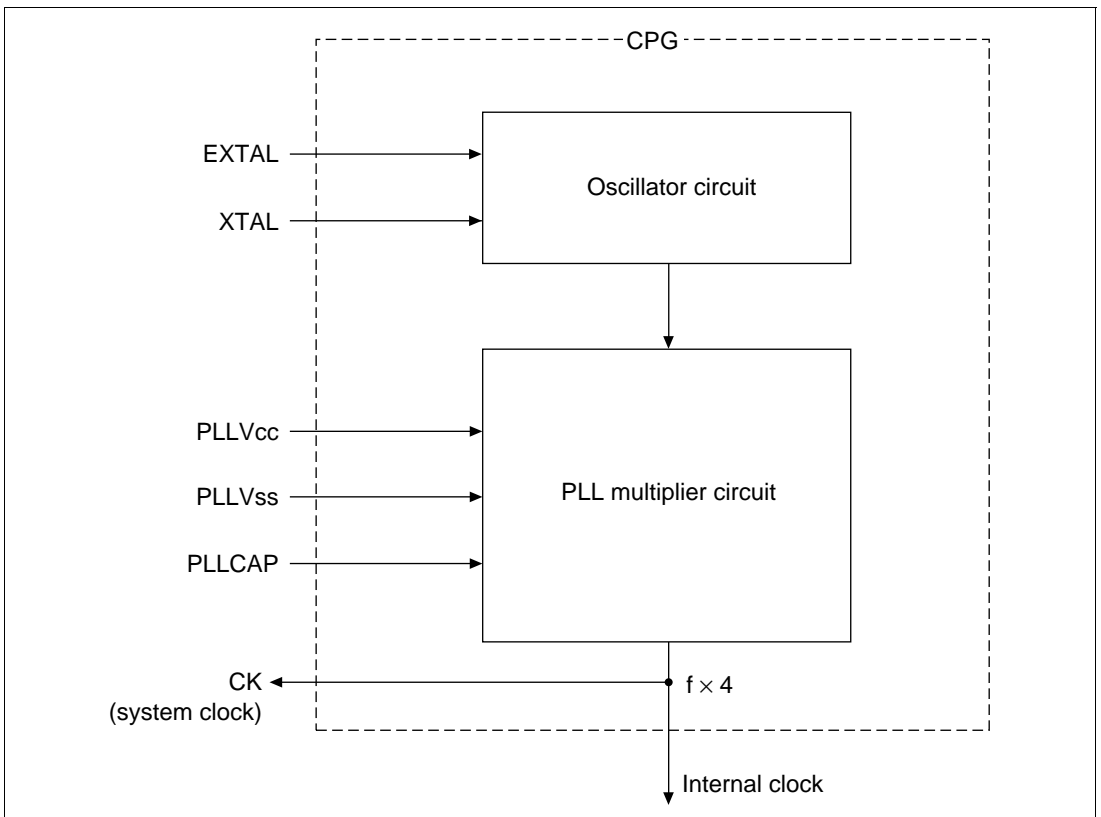 CPG
EXTAL
Oscillator circuit
XTAL
PLLVcc
PLLVss
PLL multiplier circuit
PLLCAP
CK
(system clock)
f × 4
Internal clock